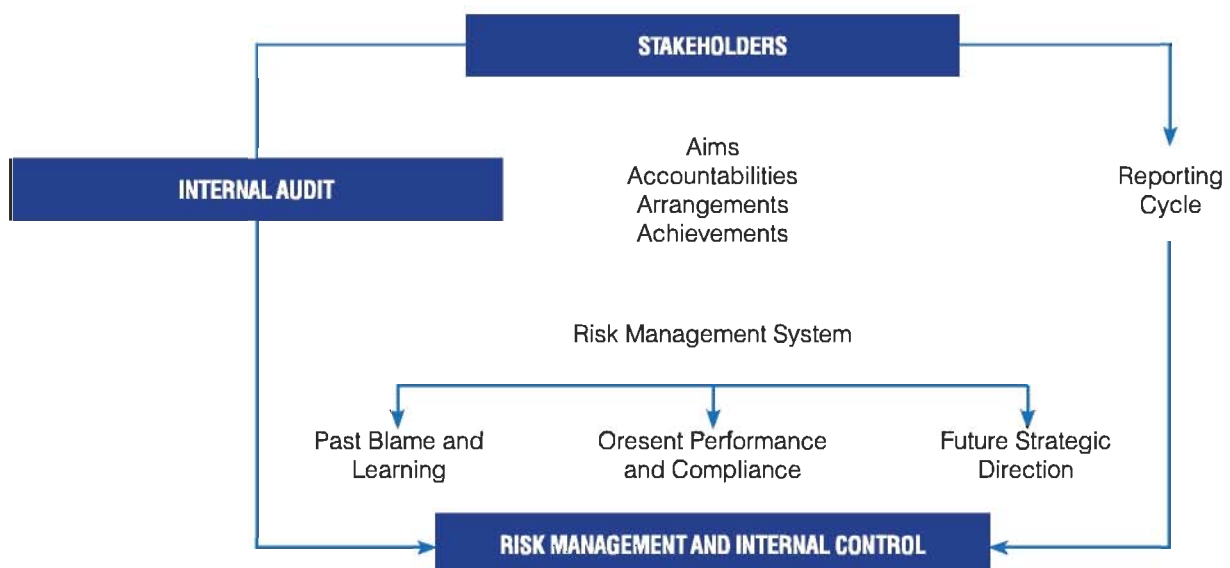 STAKEHOLDERS
INTERNAL AUDIT
Aims
Accountabilities
Arrangements
Achievements
Reporting
Cycle
Risk Management System
Past Blame and
Learning
Oresent Performance
and Compliance
Future Strategic
Direction
RISK MANAGEMENT AND INTERNAL CONTROL